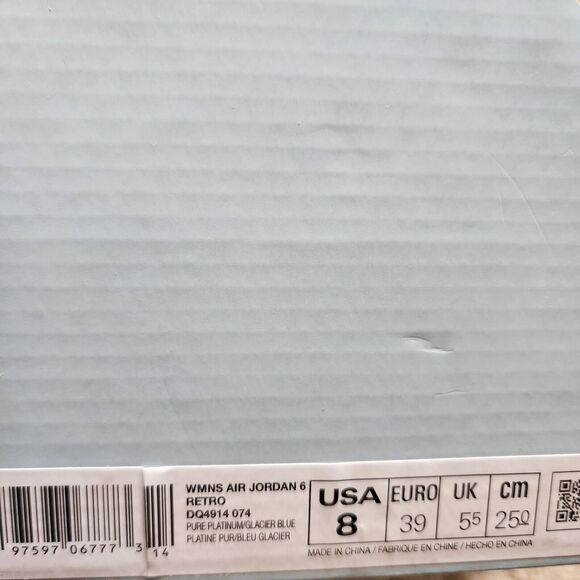 WMNS AIR JORDAN 6
RETRO
DQ4914 074
PURE PLATINUM/GLACIER BLUE
PLATINE PUR/BLEU GLACIER
USA 8
EURO 39
UK 5.5
cm 25.0
MADE IN CHINA / FABRIQUE EN CHINE / HECHO EN CHINA
97597 06777 3 14